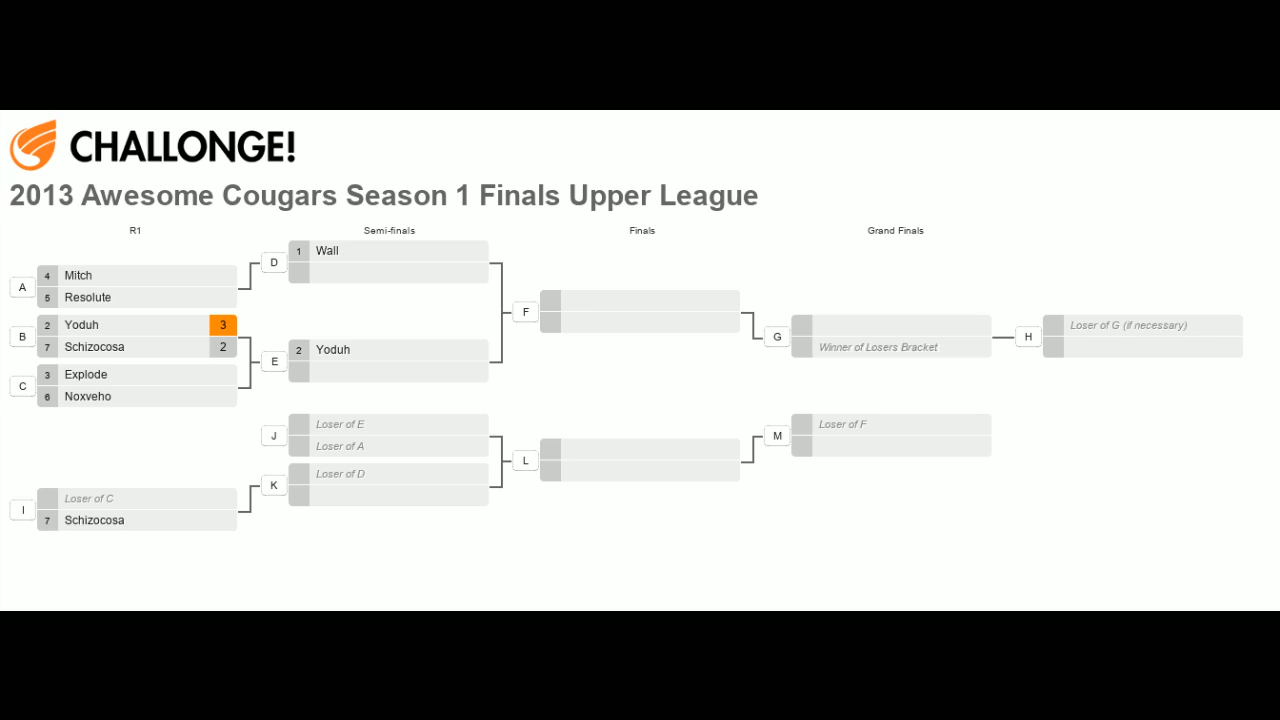 CHALLONGE!
2013 Awesome Cougars Season 1 Finals Upper League
R1 Semi-finals Finals Grand Finals
D 1 Wall
A 4 Mitch
5 Resolute
F
B 2 Yoduh 3
7 Schizocosa 2
G Winner of Losers Bracket
H Loser of G (if necessary)
E 2 Yoduh
C 3 Explode
6 Noxveho
J Loser of E
Loser of A
M Loser of F
L
K Loser of D
I Loser of C
7 Schizocosa